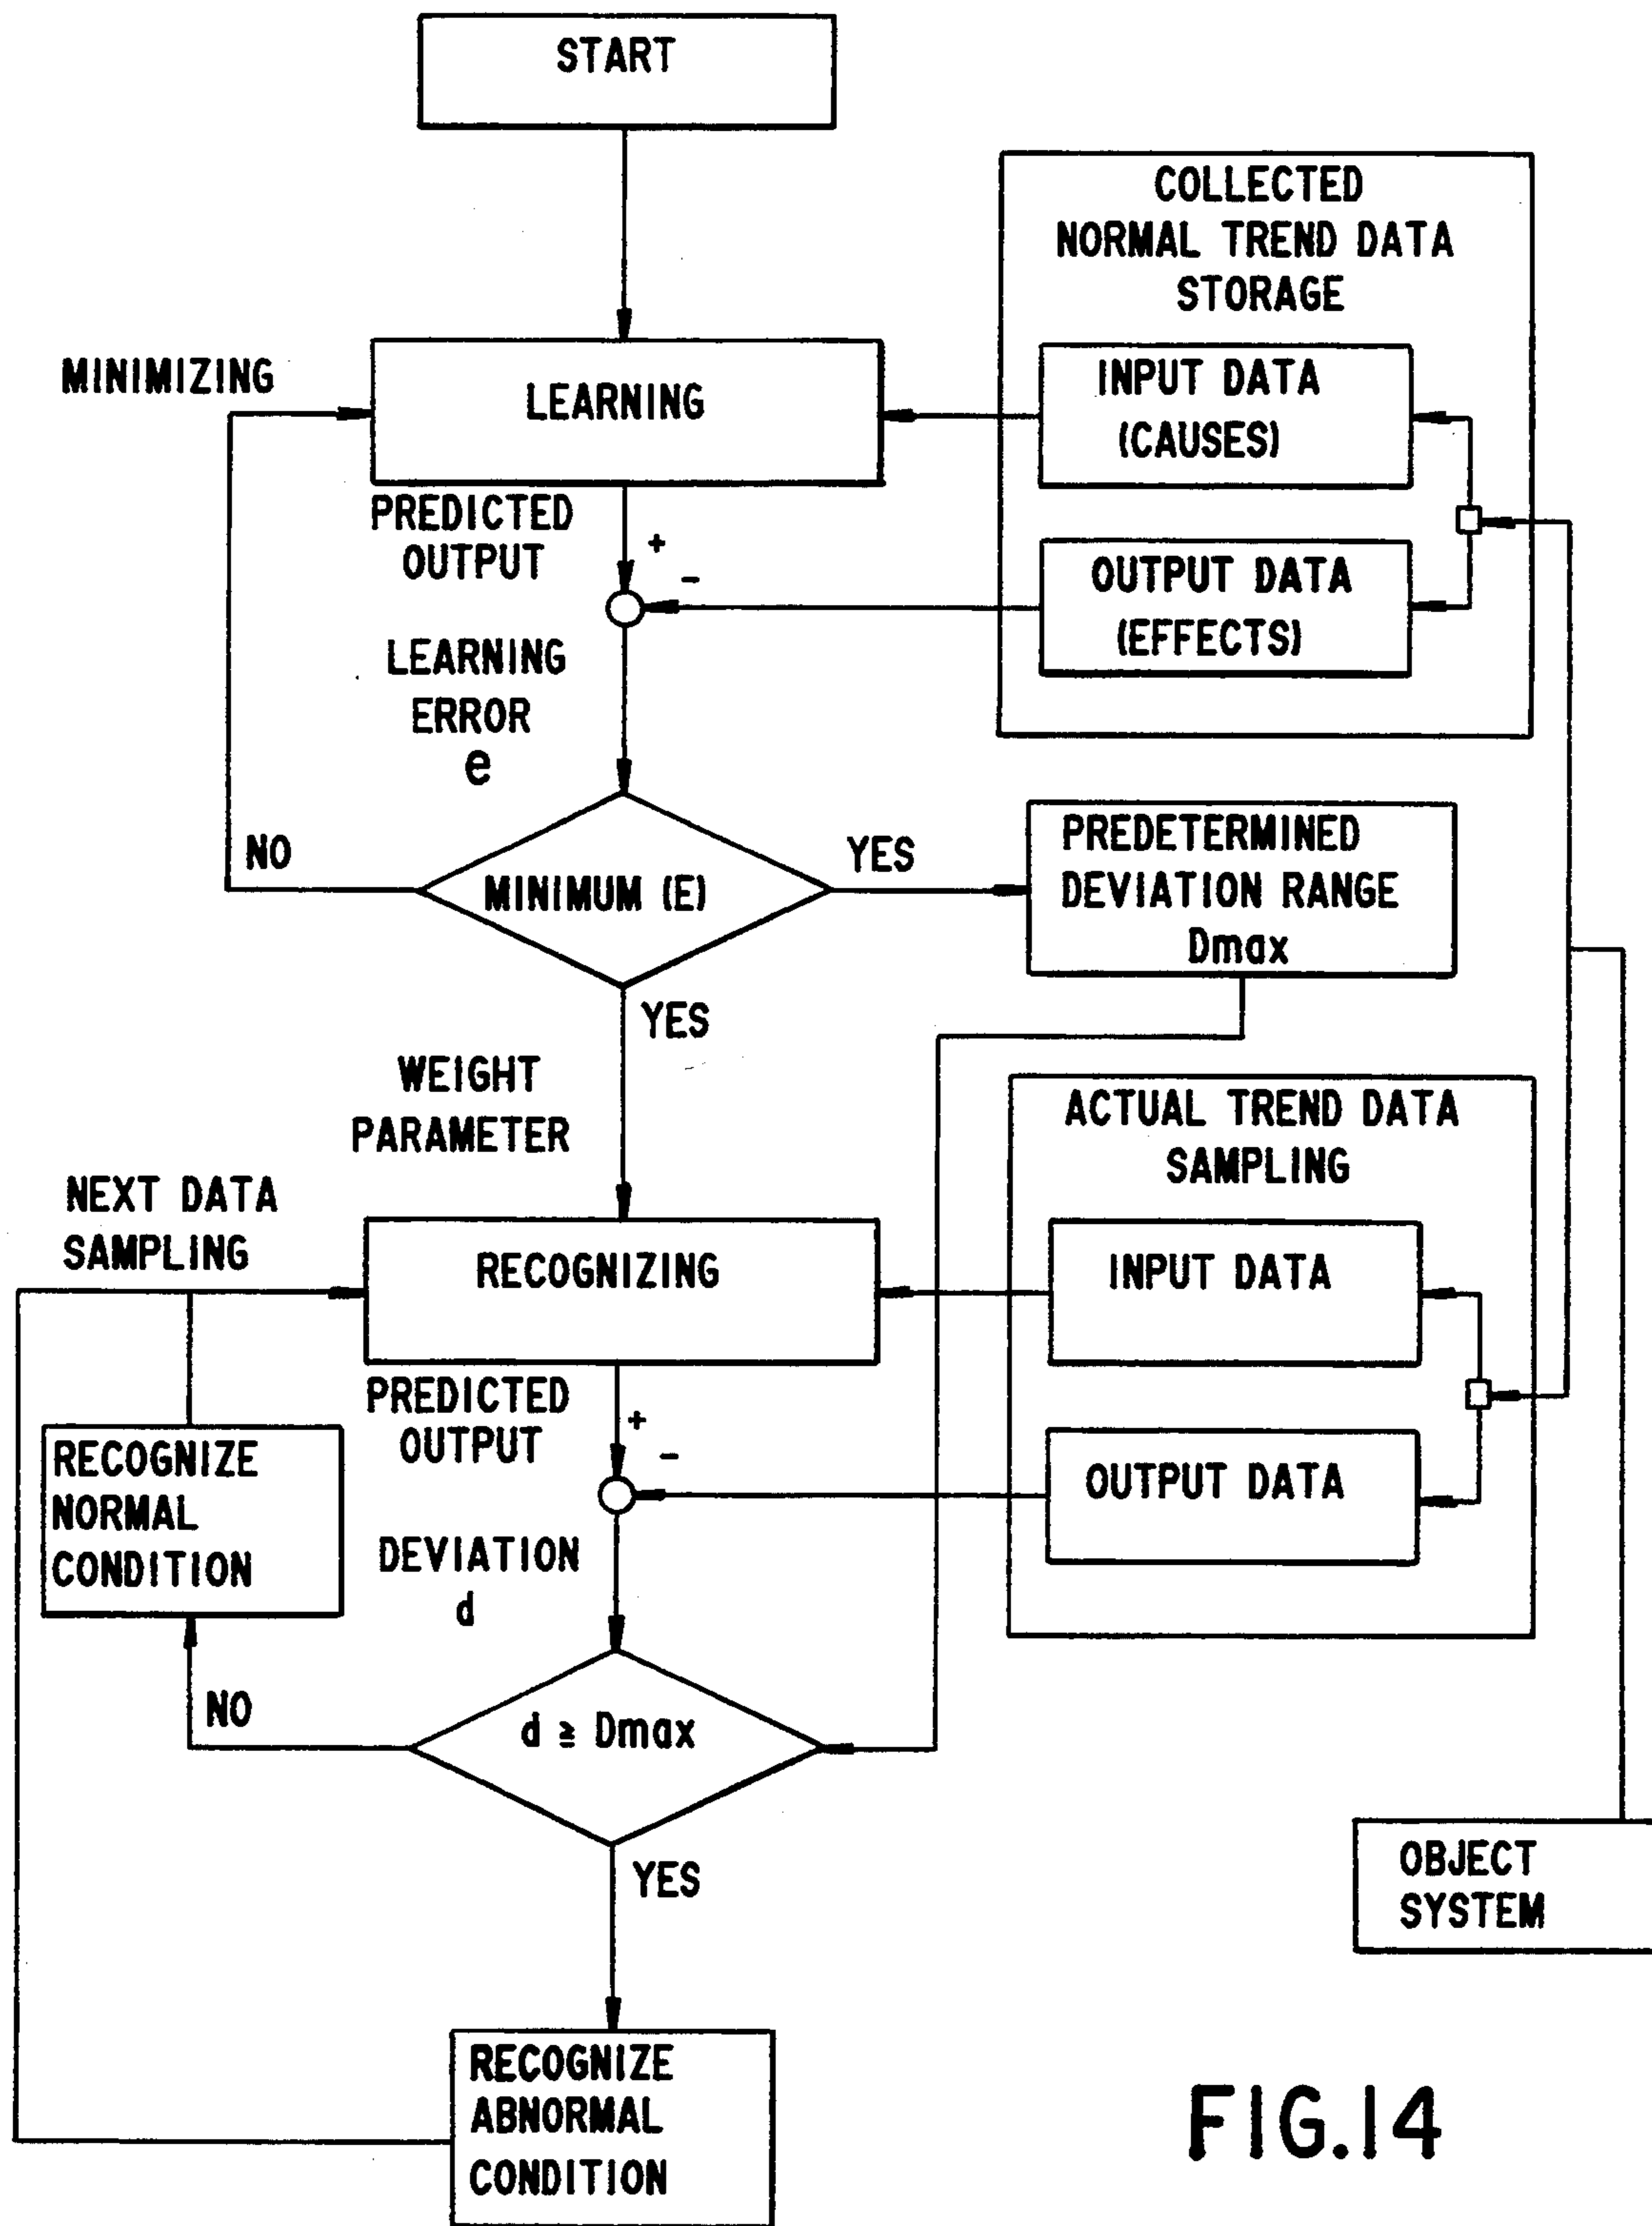 START
COLLECTED
NORMAL TREND DATA
STORAGE
MINIMIZING
LEARNING
INPUT DATA
(CAUSES)
PREDICTED
OUTPUT
+
-
OUTPUT DATA
(EFFECTS)
LEARNING
ERROR
e
NO
MINIMUM (E)
YES
PREDETERMINED
DEVIATION RANGE
Dmax
YES
WEIGHT
PARAMETER
ACTUAL TREND DATA
SAMPLING
NEXT DATA
SAMPLING
RECOGNIZING
INPUT DATA
PREDICTED
OUTPUT
+
-
OUTPUT DATA
RECOGNIZE
NORMAL
CONDITION
DEVIATION
d
NO
d ≧ Dmax
YES
OBJECT
SYSTEM
RECOGNIZE
ABNORMAL
CONDITION
FIG.14